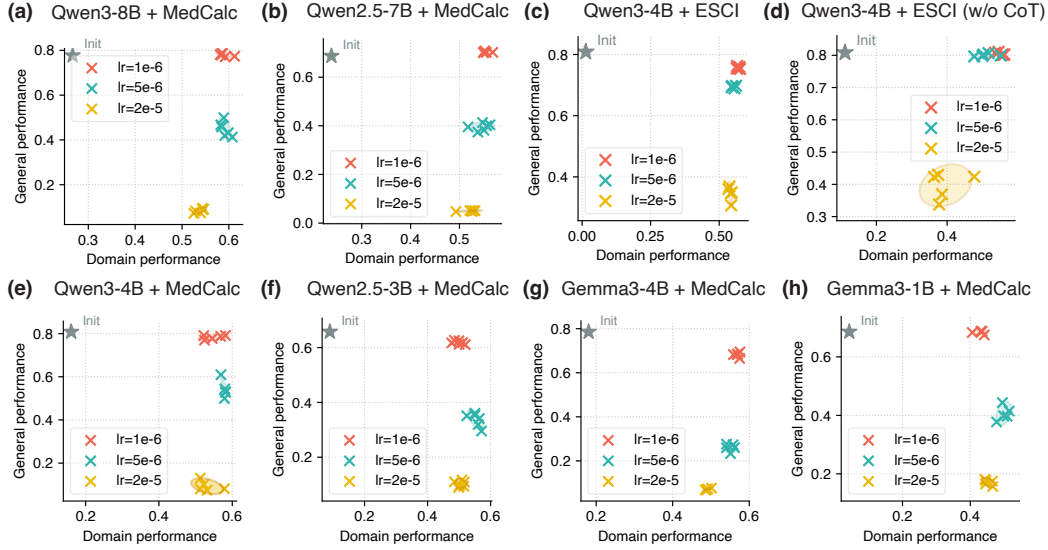 (a) Qwen3-8B + MedCalc
Init
lr=1e-6
lr=5e-6
lr=2e-5
General performance
0.8
0.6
0.4
0.2
0.3 0.4 0.5 0.6
Domain performance
(b) Qwen2.5-7B + MedCalc
Init
lr=1e-6
lr=5e-6
lr=2e-5
General performance
0.8
0.6
0.4
0.2
0.0
0.3 0.4 0.5 0.6
Domain performance
(c) Qwen3-4B + ESCI
Init
lr=1e-6
lr=5e-6
lr=2e-5
General performance
0.8
0.6
0.4
0.00 0.25 0.50
Domain performance
(d) Qwen3-4B + ESCI (w/o CoT)
Init
lr=1e-6
lr=5e-6
lr=2e-5
General performance
0.8
0.7
0.6
0.5
0.4
0.3
0.2 0.4 0.6
Domain performance
(e) Qwen3-4B + MedCalc
Init
lr=1e-6
lr=5e-6
lr=2e-5
General performance
0.8
0.6
0.4
0.2
0.2 0.4 0.6
Domain performance
(f) Qwen2.5-3B + MedCalc
Init
lr=1e-6
lr=5e-6
lr=2e-5
General performance
0.6
0.4
0.2
0.2 0.4 0.6
Domain performance
(g) Gemma3-4B + MedCalc
Init
lr=1e-6
lr=5e-6
lr=2e-5
General performance
0.8
0.6
0.4
0.2
0.2 0.4 0.6
Domain performance
(h) Gemma3-1B + MedCalc
Init
lr=1e-6
lr=5e-6
lr=2e-5
General performance
0.6
0.4
0.2
0.2 0.4
Domain performance